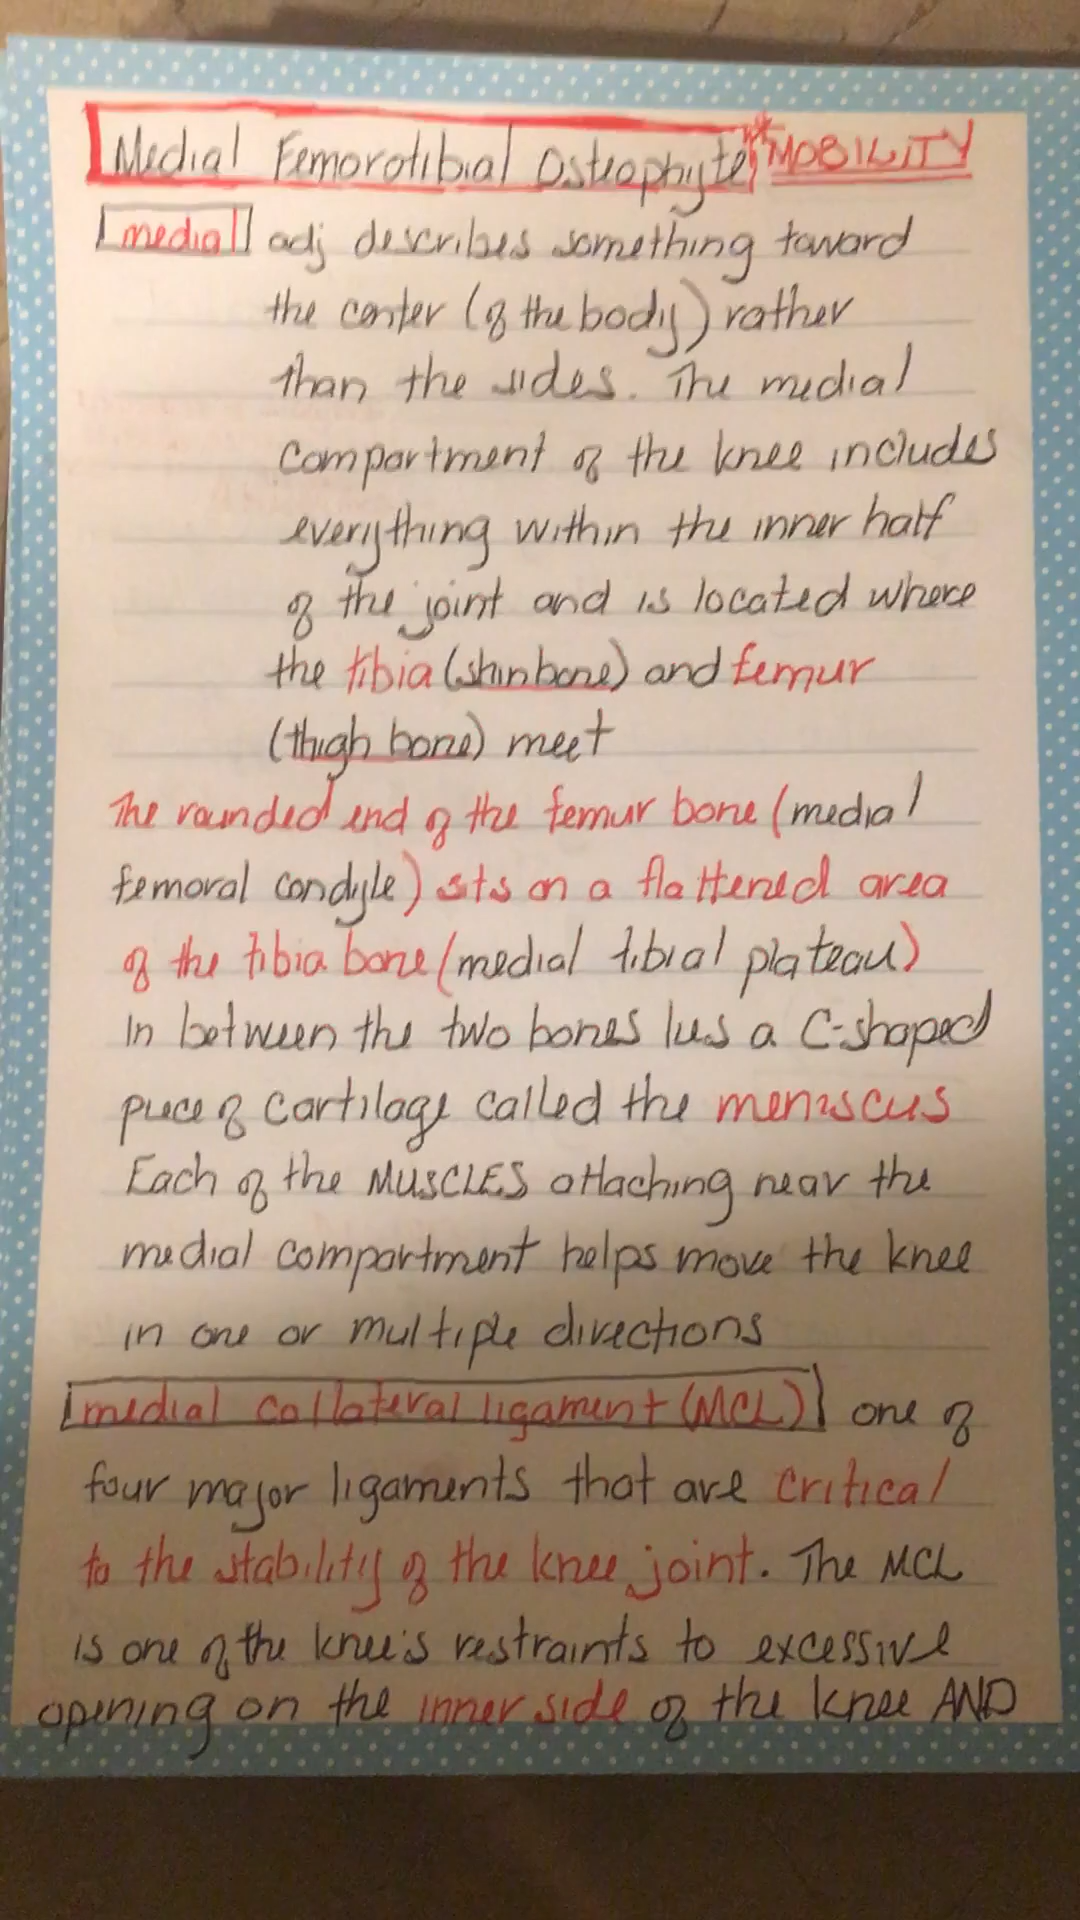 Medial Femorotibial Osteophyte ** MOBILITY
medial adj describes something toward
the center (of the body) rather
than the sides. The medial
compartment of the knee includes
everything within the inner half
of the joint and is located where
the tibia (shinbone) and femur
(thigh bone) meet
The rounded end of the femur bone (medial
femoral condyle) sits on a flattened area
of the tibia bone (medial tibial plateau)
In between the two bones lies a C-shaped
piece of cartilage called the meniscus
Each of the MUSCLES attaching near the
medial compartment helps move the knee
in one or multiple directions
medial collateral ligament (MCL) one of
four major ligaments that are critical
to the stability of the knee joint. The MCL
is one of the knee's restraints to excessive
opening on the inner side of the knee AND